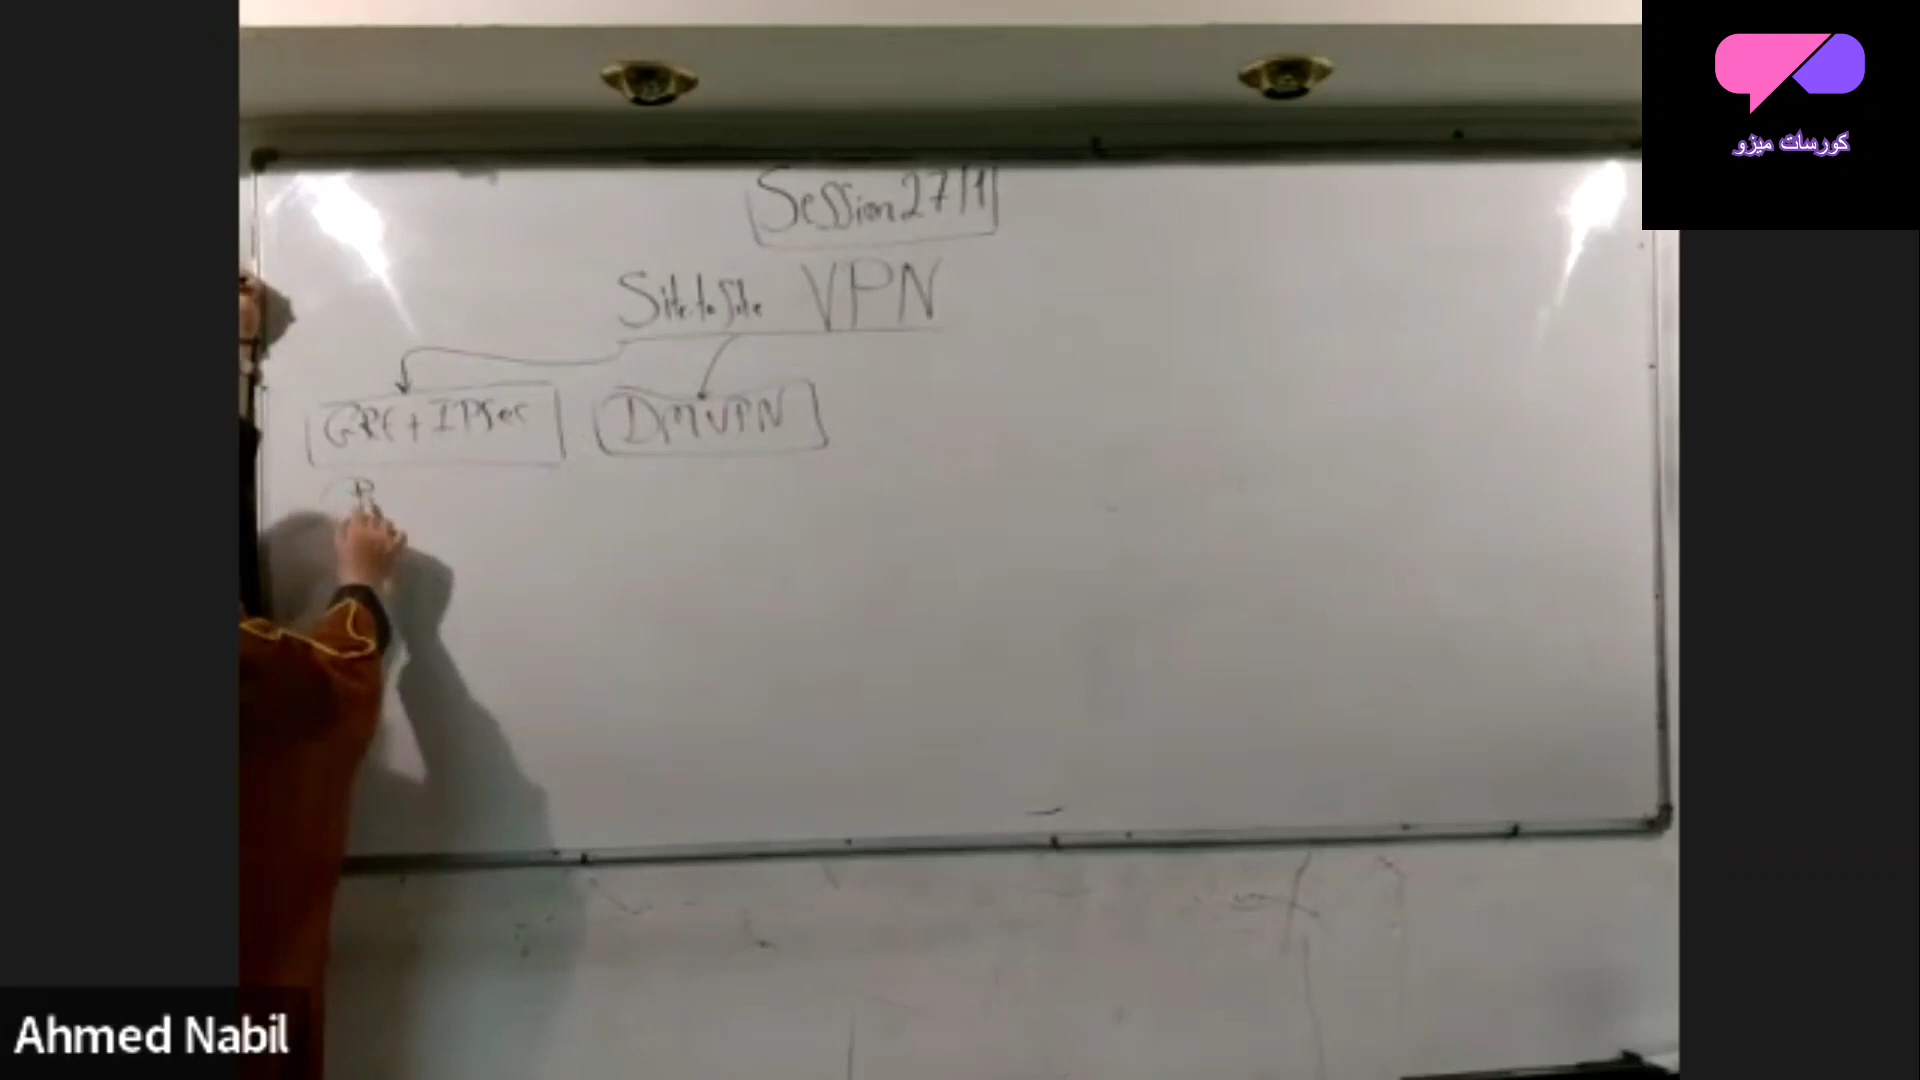 كورسات ميزو
Session 27/1
Site to Site VPN
GRE + IPSec
DMVPN
Ahmed Nabil